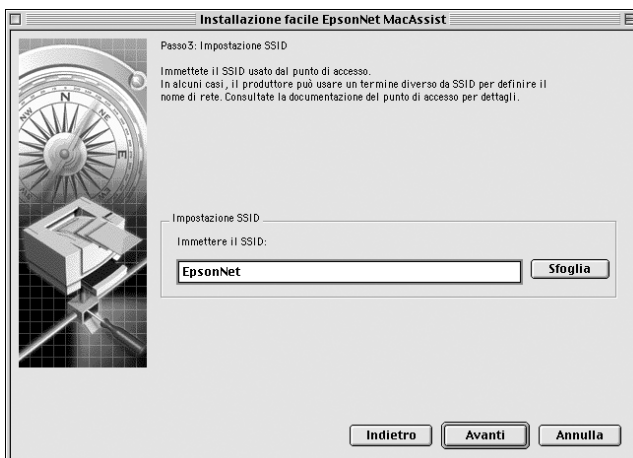 Installazione facile EpsonNet MacAssist
Passo3: Impostazione SSID
Immettete il SSID usato dal punto di accesso.
In alcuni casi, il produttore può usare un termine diverso da SSID per definire il
nome di rete. Consultate la documentazione del punto di accesso per dettagli.
N
NE
E
Impostazione SSID
Immettere il SSID:
EpsonNet
Sfoglia
Indietro
Avanti
Annulla